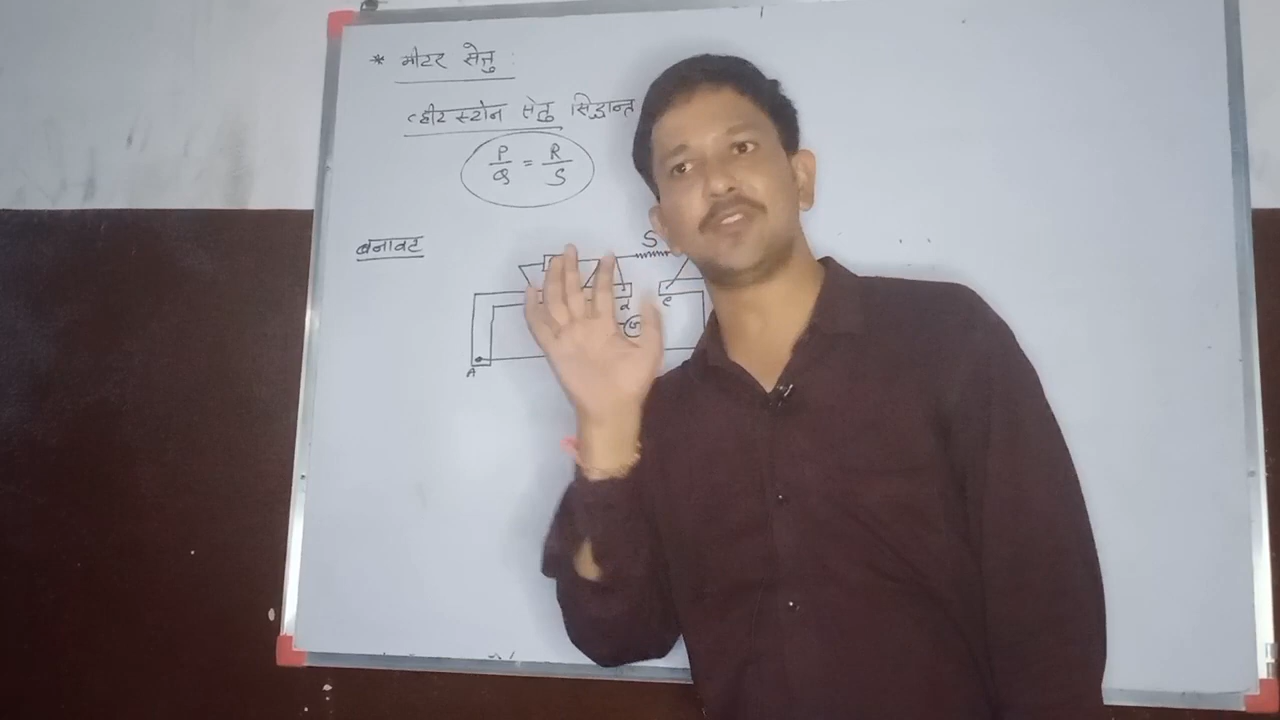 * मीटर सेतु :
व्हीटस्टोन सेतु सिद्धान्त
P/Q = R/S
बनावट
S
d
e
G
A